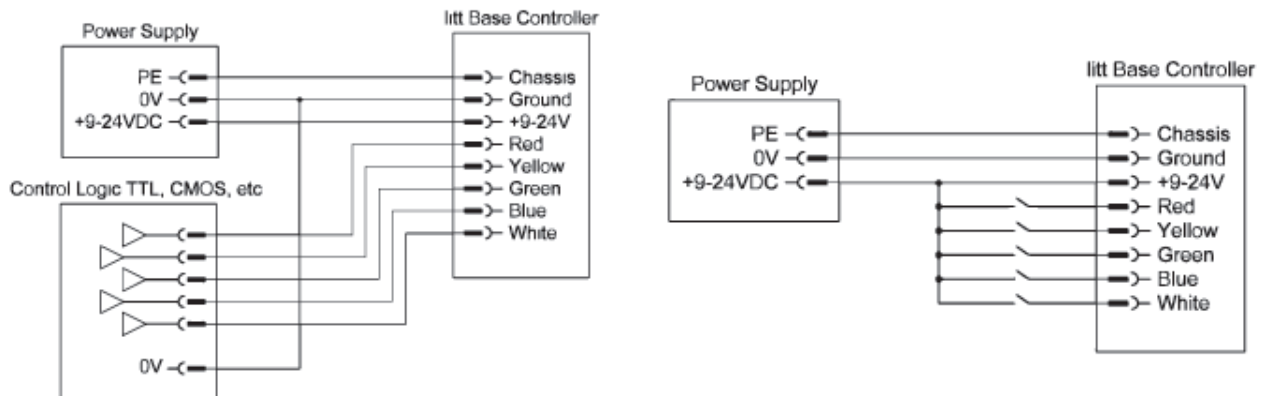 litt Base Controller
Power Supply
PE
0V
+9-24VDC
Chassis
Ground
+9-24V
Red
Yellow
Green
Blue
White
Control Logic TTL, CMOS, etc
0V
litt Base Controller
Power Supply
PE
0V
+9-24VDC
Chassis
Ground
+9-24V
Red
Yellow
Green
Blue
White